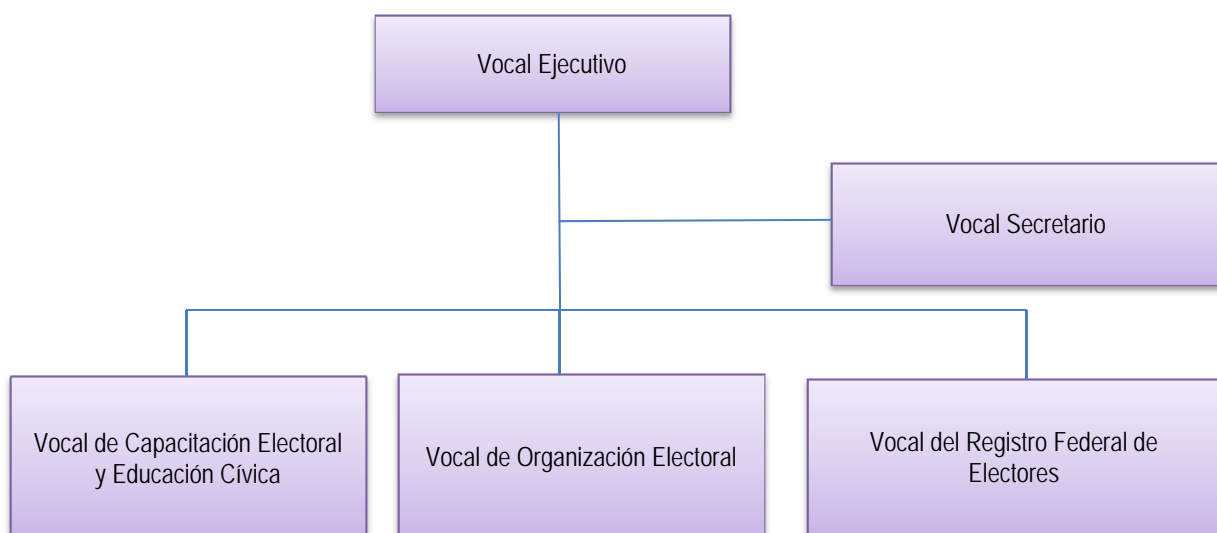 Vocal Ejecutivo
Vocal Secretario
Vocal de Capacitación Electoral
y Educación Cívica
Vocal de Organización Electoral
Vocal del Registro Federal de
Electores